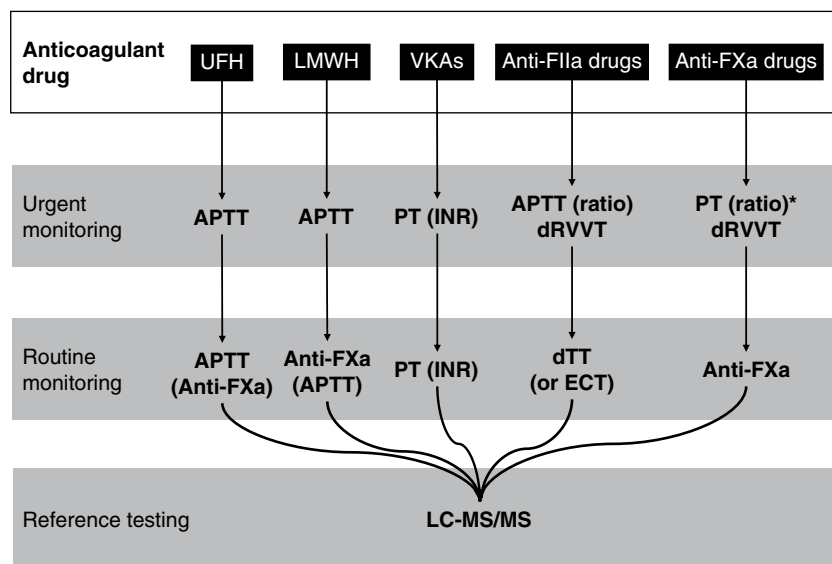 Anticoagulant
drug
UFH
LMWH
VKAs
Anti-FIIa drugs
Anti-FXa drugs
Urgent
monitoring
APTT
APTT
PT (INR)
APTT (ratio)
dRVVT
PT (ratio)*
dRVVT
Routine
monitoring
APTT
(Anti-FXa)
Anti-FXa
(APTT)
PT (INR)
dTT
(or ECT)
Anti-FXa
Reference testing
LC-MS/MS